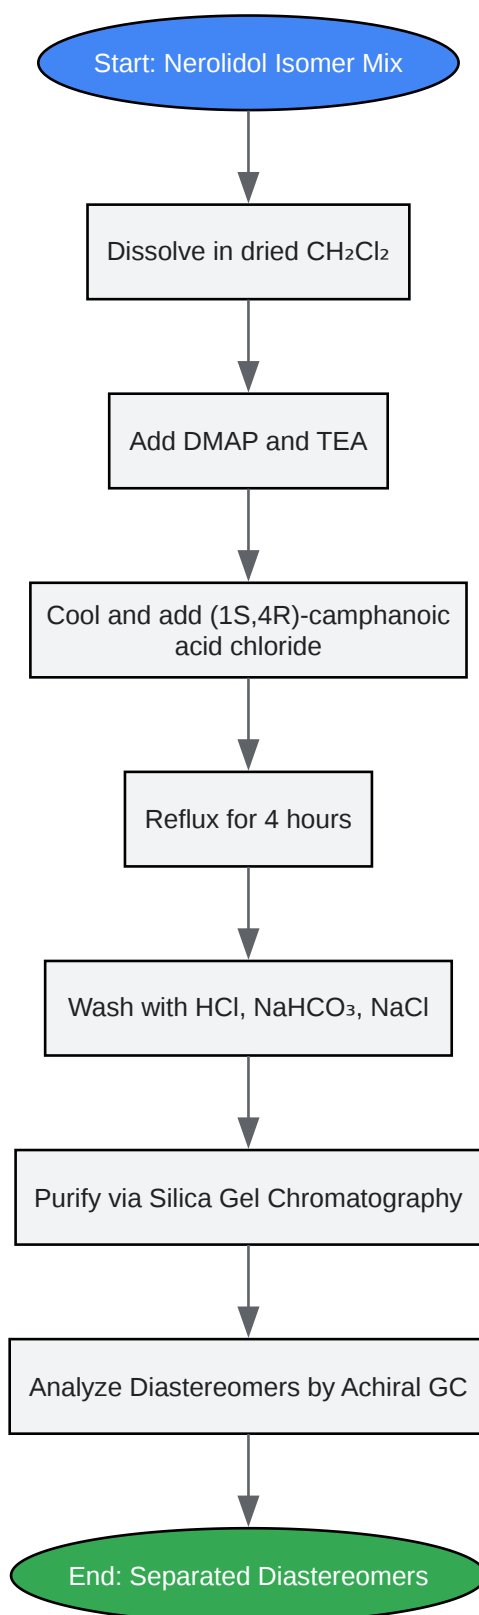 Start: Nerolidol Isomer Mix
Dissolve in dried CH₂Cl₂
Add DMAP and TEA
Cool and add (1S,4R)-camphanoic
acid chloride
Reflux for 4 hours
Wash with HCl, NaHCO₃, NaCl
Purify via Silica Gel Chromatography
Analyze Diastereomers by Achiral GC
End: Separated Diastereomers